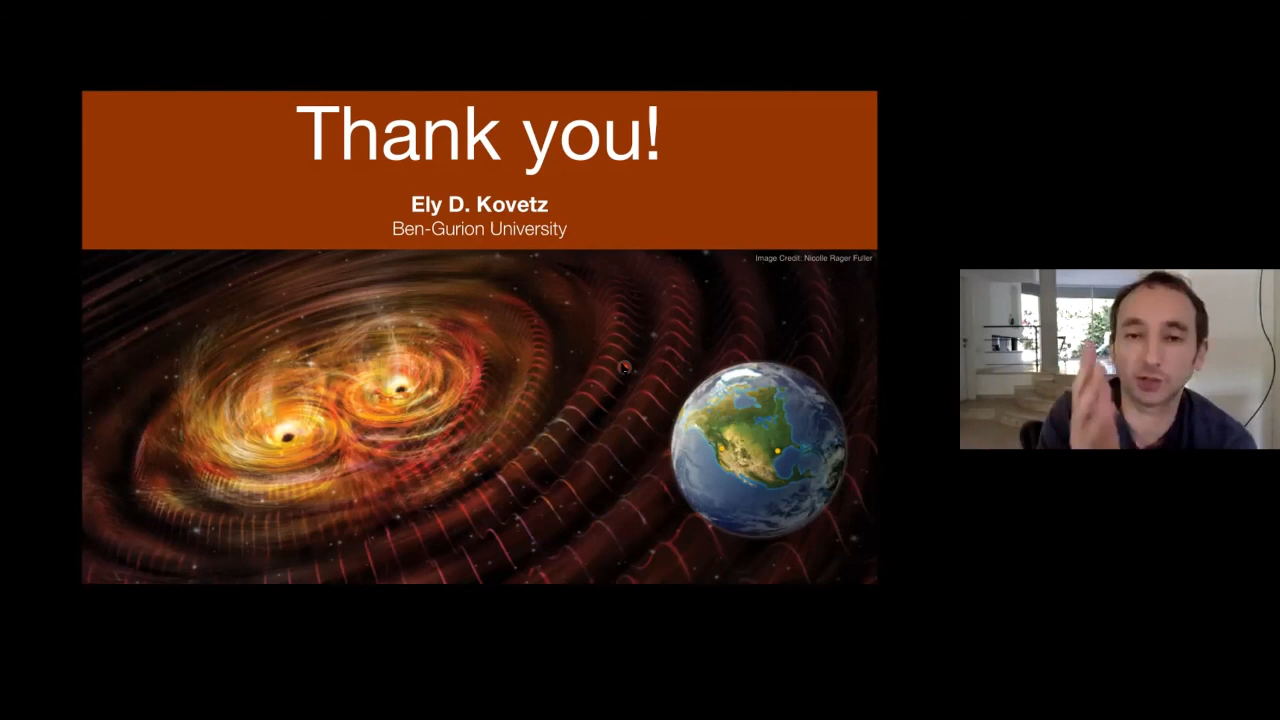 Thank you!
Ely D. Kovetz
Ben-Gurion University
Image Credit: Nicolle Rager Fuller